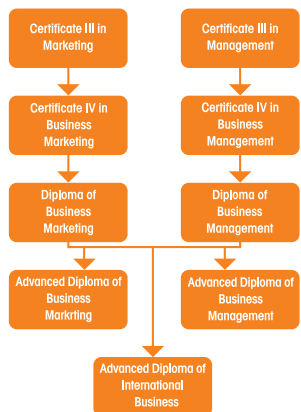 Certificate III in
Marketing
Certificate III in
Management
Certificate IV in
Business
Marketing
Certificate IV in
Business
Management
Diploma of
Business
Marketing
Diploma of
Business
Management
Advanced Diploma of
Business
Markrting
Advanced Diploma of
Business
Management
Advanced Diploma of
International
Business